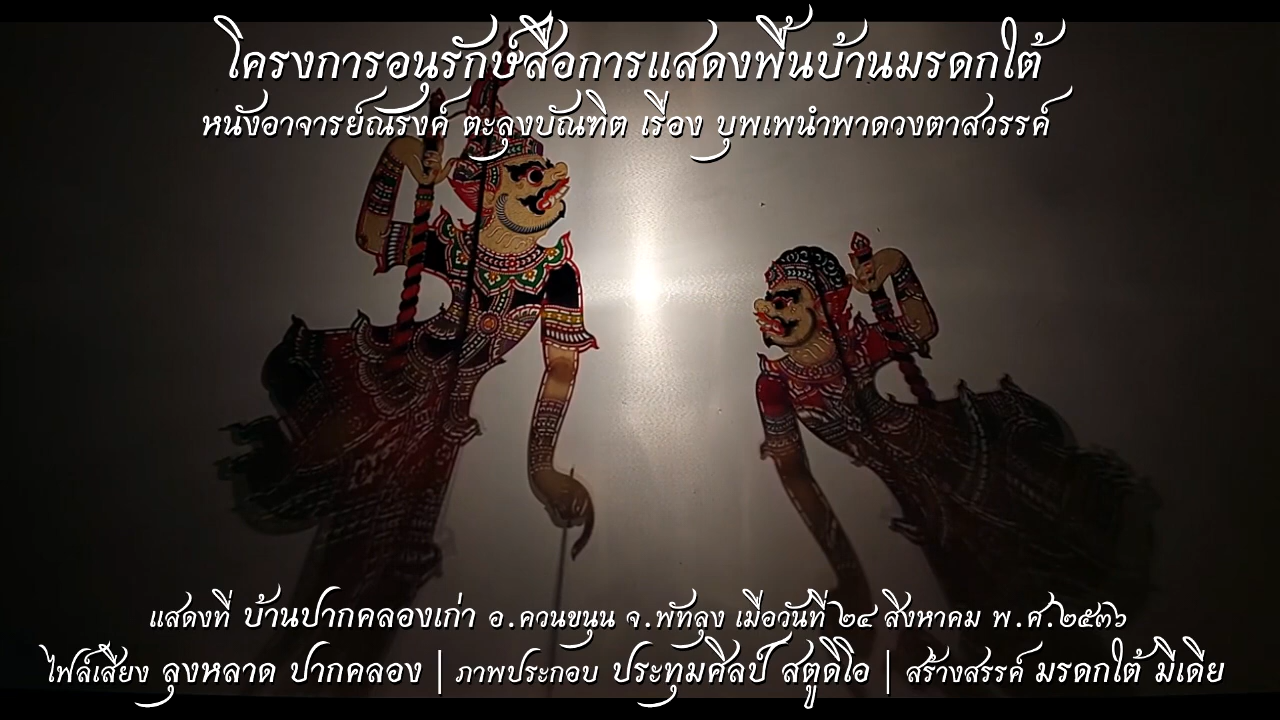 โครงการอนุรักษ์สื่อการแสดงพื้นบ้านมรดกใต้
หนังอาจารย์ณรงค์ ตะลุงบัณฑิต เรื่อง บุพเพนำพาดวงตาสวรรค์
แสดงที่ บ้านปากคลองเก่า อ.ควนขนุน จ.พัทลุง เมื่อวันที่ ๒๔ สิงหาคม พ.ศ.๒๕๓๖
ไฟล์เสียง ลุงหลาด ปากคลอง | ภาพประกอบ ประทุมศิลป์ สตูดิโอ | สร้างสรรค์ มรดกใต้ มีเดีย